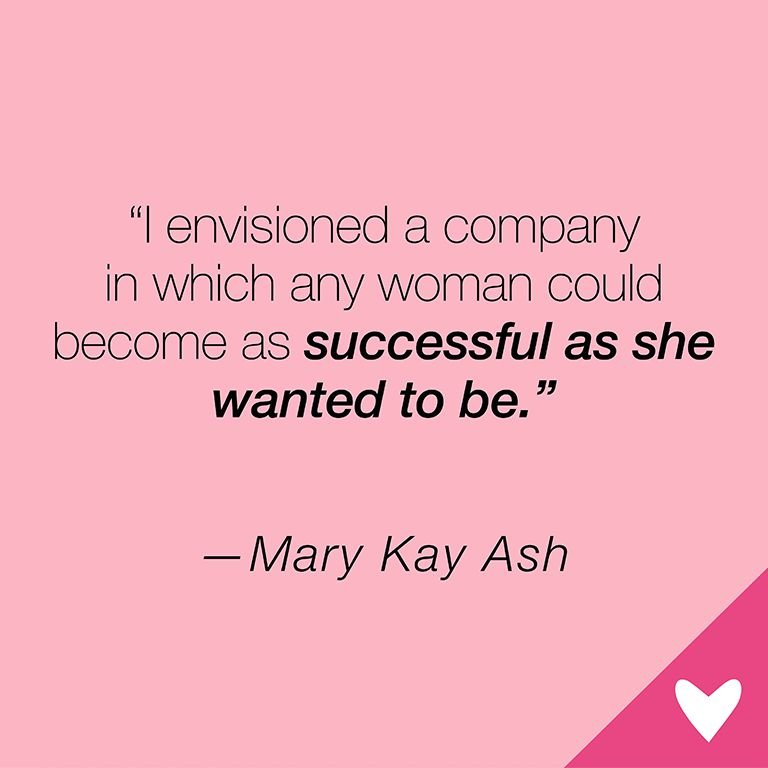 “I envisioned a company
in which any woman could
become as successful as she
wanted to be.”
—Mary Kay Ash